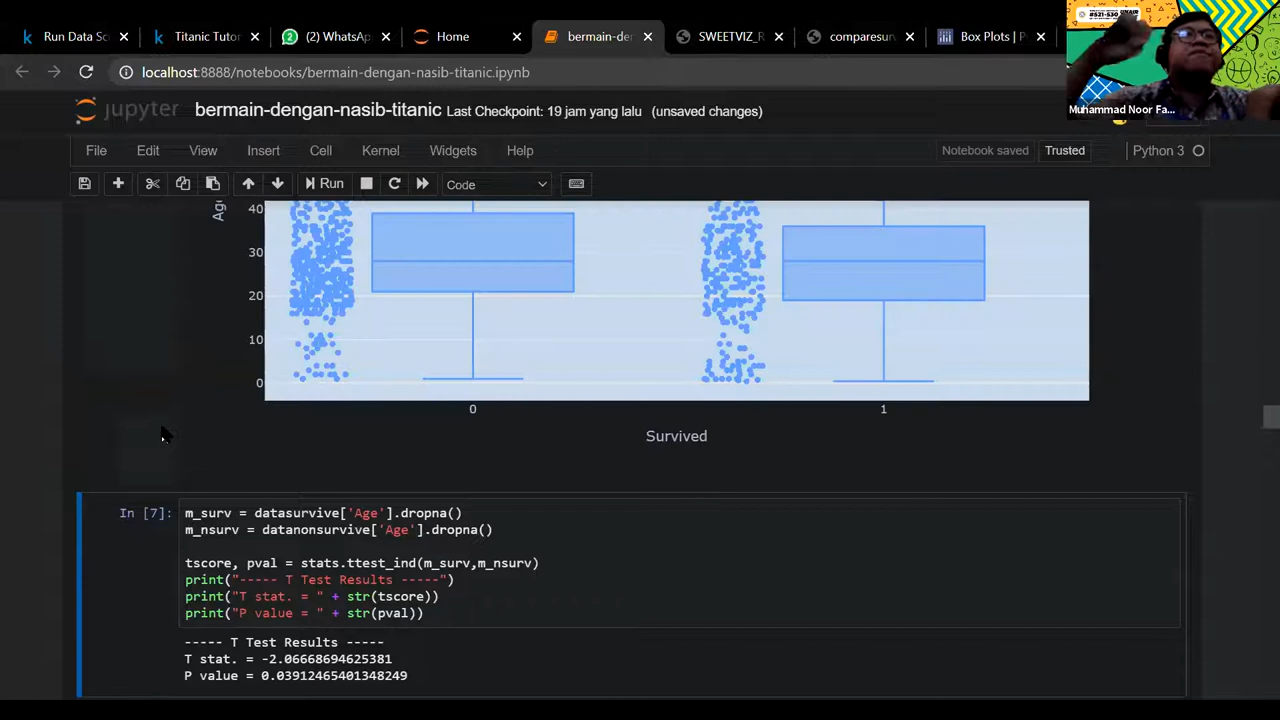 Run Data Sc
Titanic Tutor
(2) WhatsAp
Home
bermain-den
SWEETVIZ_R
comparesurv
Box Plots | P
#521-530
UNAIR
Muhammad Noor Fa...
localhost:8888/notebooks/bermain-dengan-nasib-titanic.ipynb
jupyter bermain-dengan-nasib-titanic Last Checkpoint: 19 jam yang lalu (unsaved changes)
File Edit View Insert Cell Kernel Widgets Help
Notebook saved Trusted Python 3
Run Code
Age
40
30
20
10
0
0 1
Survived
In [7]:
m_surv = datasurvive['Age'].dropna()
m_nsurv = datanonsurvive['Age'].dropna()
tscore, pval = stats.ttest_ind(m_surv,m_nsurv)
print("----- T Test Results -----")
print("T stat. = " + str(tscore))
print("P value = " + str(pval))
----- T Test Results -----
T stat. = -2.06668694625381
P value = 0.03912465401348249